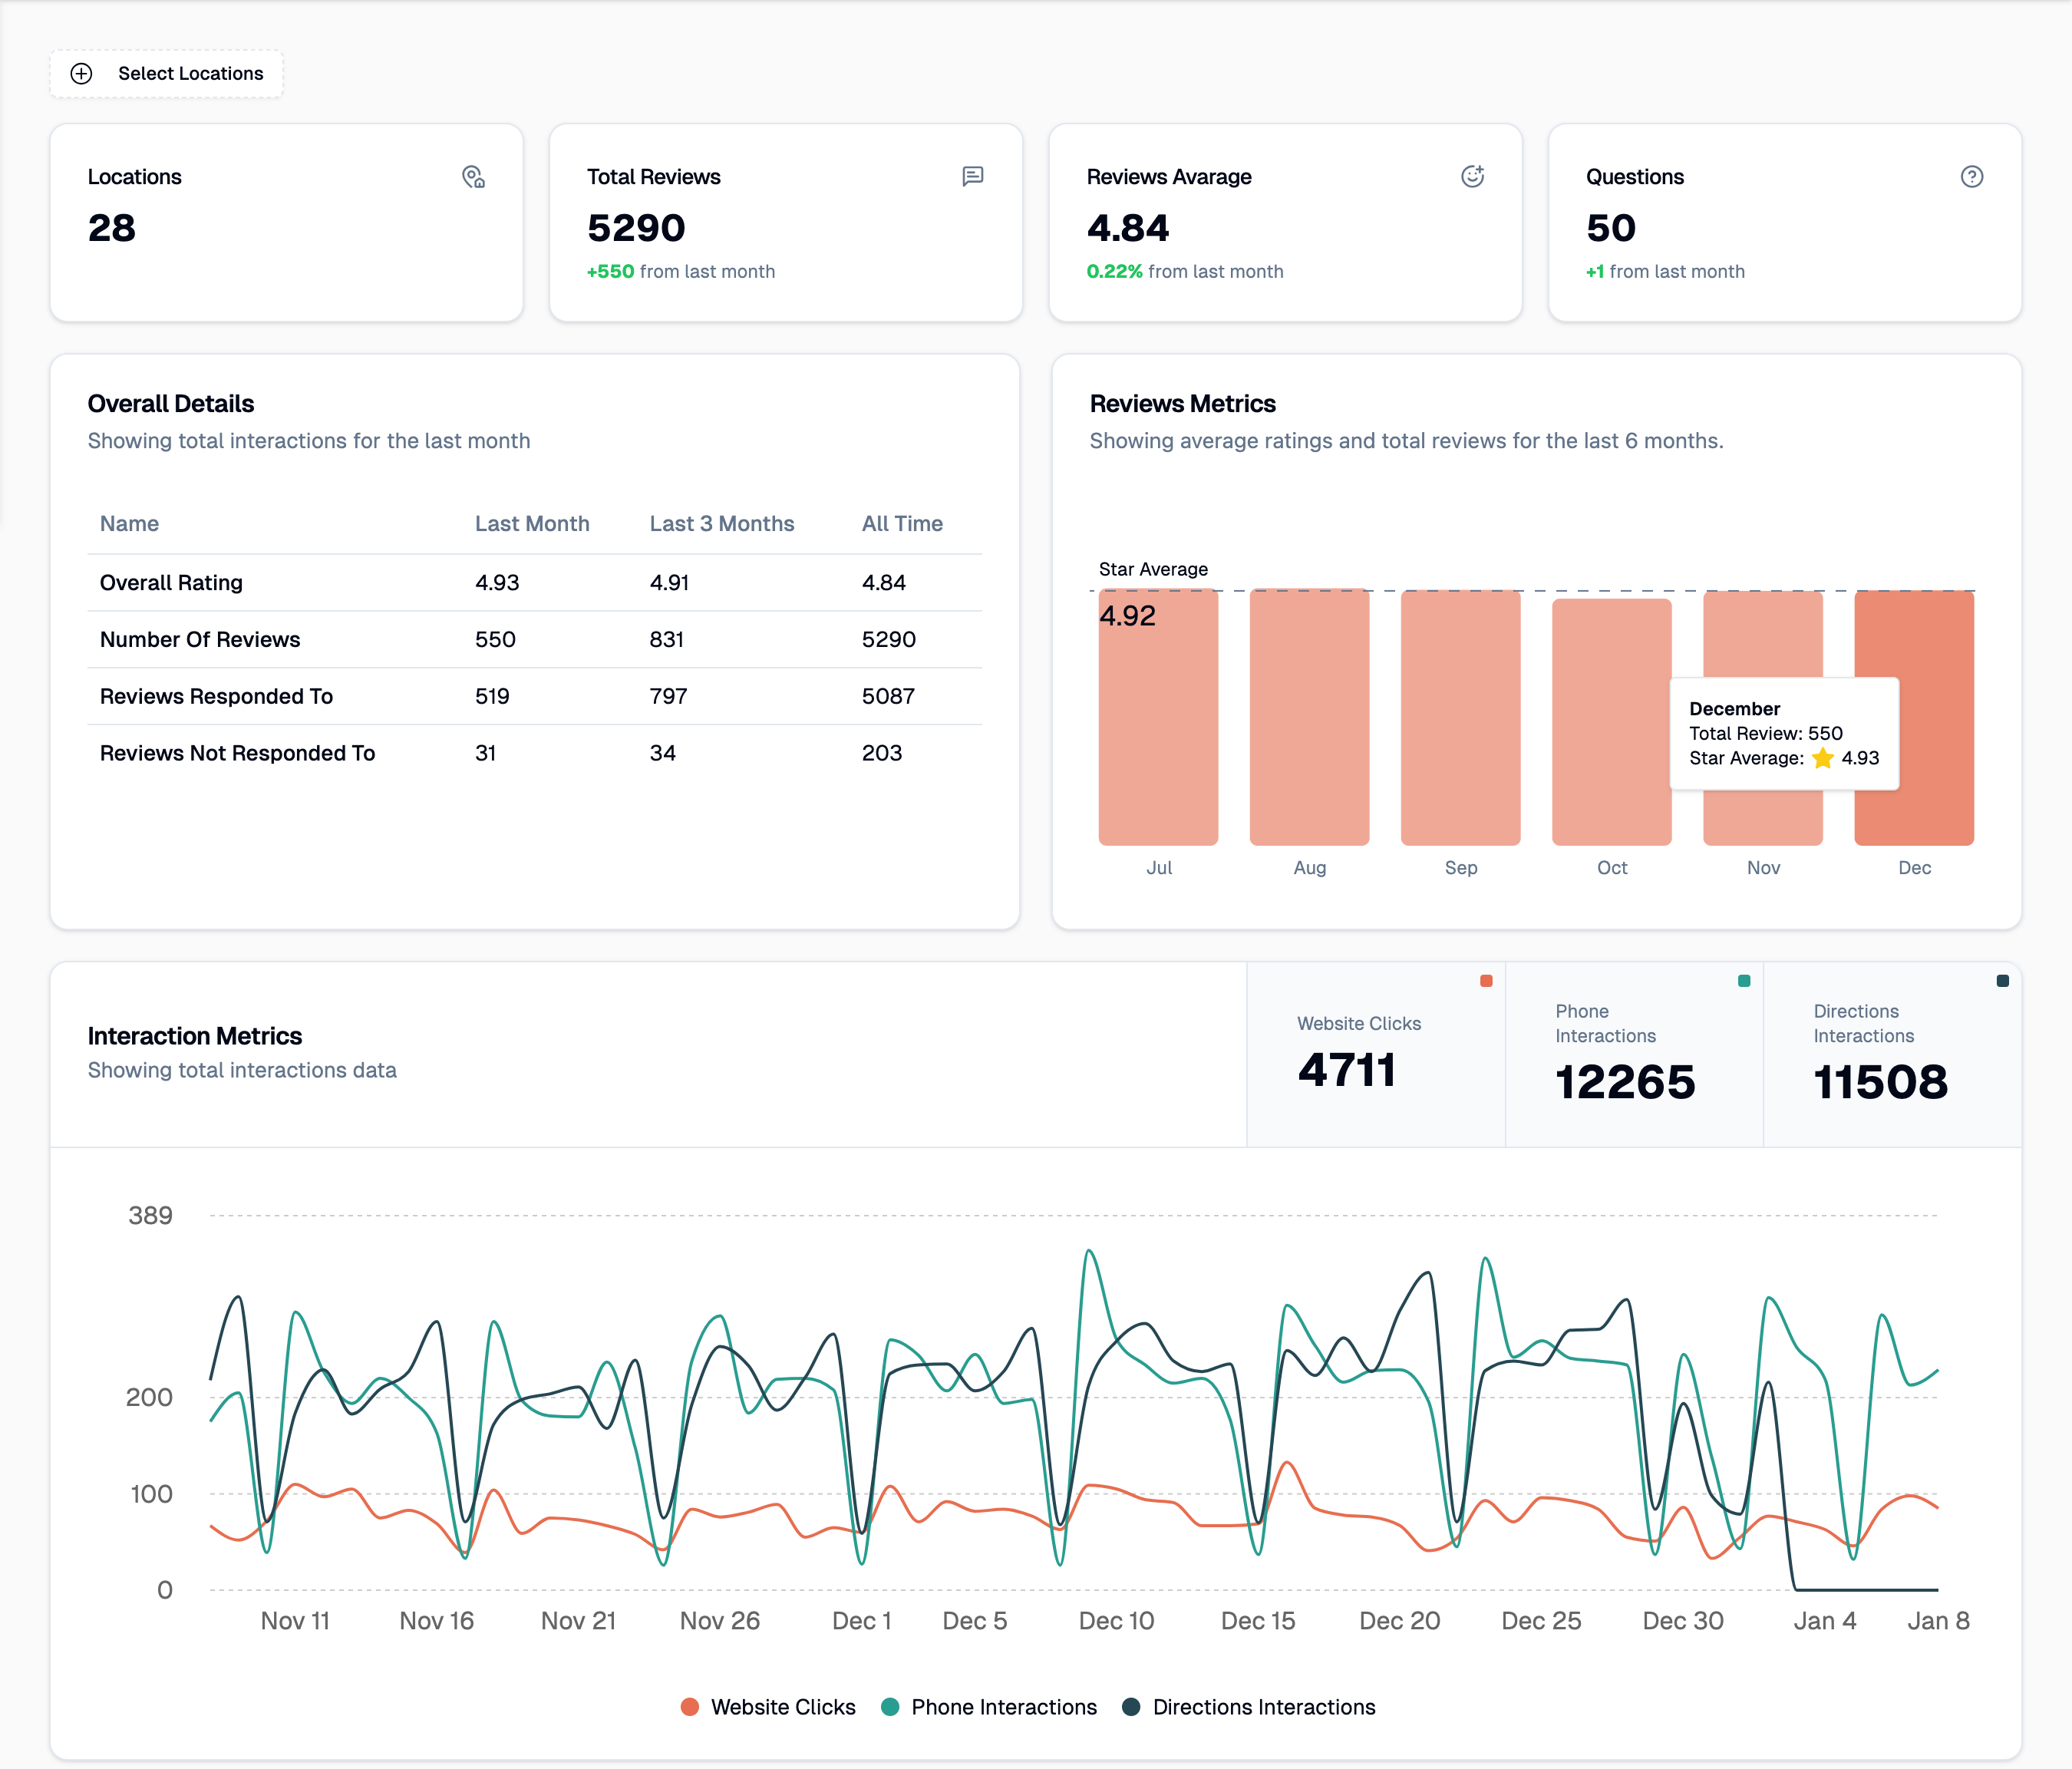 Select Locations
Locations
28
Total Reviews
5290
+550 from last month
Reviews Avarage
4.84
0.22% from last month
Questions
50
+1 from last month
Overall Details
Showing total interactions for the last month
Name Last Month Last 3 Months All Time
Overall Rating 4.93 4.91 4.84
Number Of Reviews 550 831 5290
Reviews Responded To 519 797 5087
Reviews Not Responded To 31 34 203
Reviews Metrics
Showing average ratings and total reviews for the last 6 months.
Star Average
4.92
December
Total Review: 550
Star Average: ⭐ 4.93
Jul Aug Sep Oct Nov Dec
Interaction Metrics
Showing total interactions data
Website Clicks
4711
Phone
Interactions
12265
Directions
Interactions
11508
389
200
100
0
Nov 11 Nov 16 Nov 21 Nov 26 Dec 1 Dec 5 Dec 10 Dec 15 Dec 20 Dec 25 Dec 30 Jan 4 Jan 8
Website Clicks Phone Interactions Directions Interactions